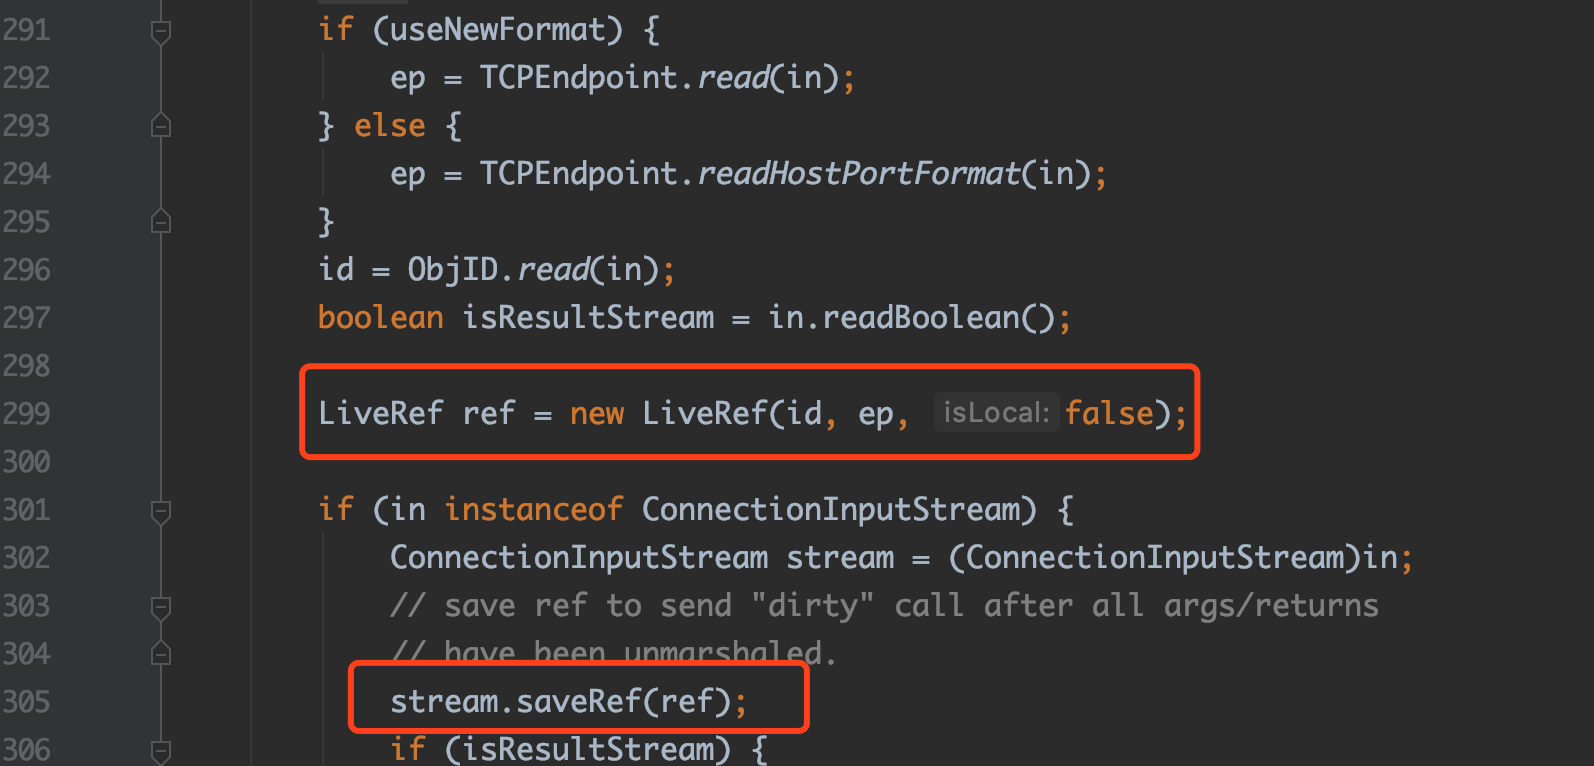 291 if (useNewFormat) {
292 ep = TCPEndpoint.read(in);
293 } else {
294 ep = TCPEndpoint.readHostPortFormat(in);
295 }
296 id = ObjID.read(in);
297 boolean isResultStream = in.readBoolean();
298
299 LiveRef ref = new LiveRef(id, ep, isLocal: false);
300
301 if (in instanceof ConnectionInputStream) {
302 ConnectionInputStream stream = (ConnectionInputStream)in;
303 // save ref to send "dirty" call after all args/returns
304 // have been unmarshaled.
305 stream.saveRef(ref);
306 if (isResultStream) {